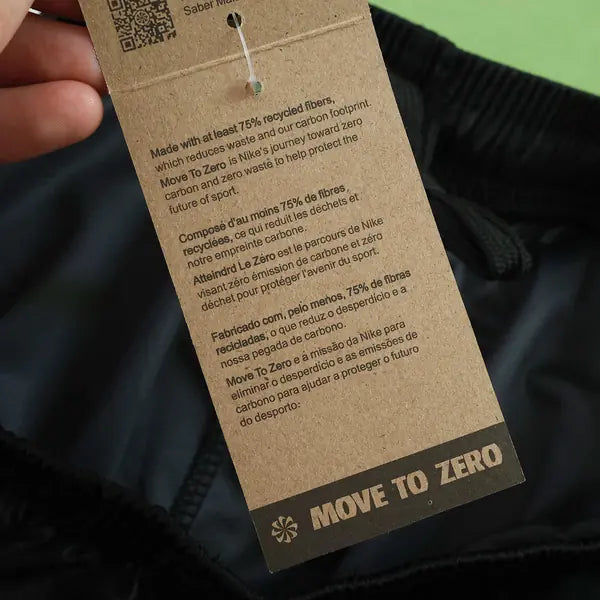 Saber Ma
Made with at least 75% recycled fibers,
which reduces waste and our carbon footprint.
Move To Zero is Nike's journey toward zero
carbon and zero waste to help protect the
future of sport.
Composé d'au moins 75% de fibres
recyclées, ce qui reduit les déchets et
notre empreinte carbone.
Atteindrd Le Zéro est le parcours de Nike
visant zéro émission de carbone et zéro
déchet pour protéger l'avenir du sport.
Fabricado com, pelo menos, 75% de fibras
recicladas, o que reduz o desperdício e a
nossa pegada de carbono.
Move To Zero e a missão da Nike para
eliminar o desperdicio e as emissões de
carbono para ajudar a proteger o futuro
do desporto:
MOVE TO ZERO